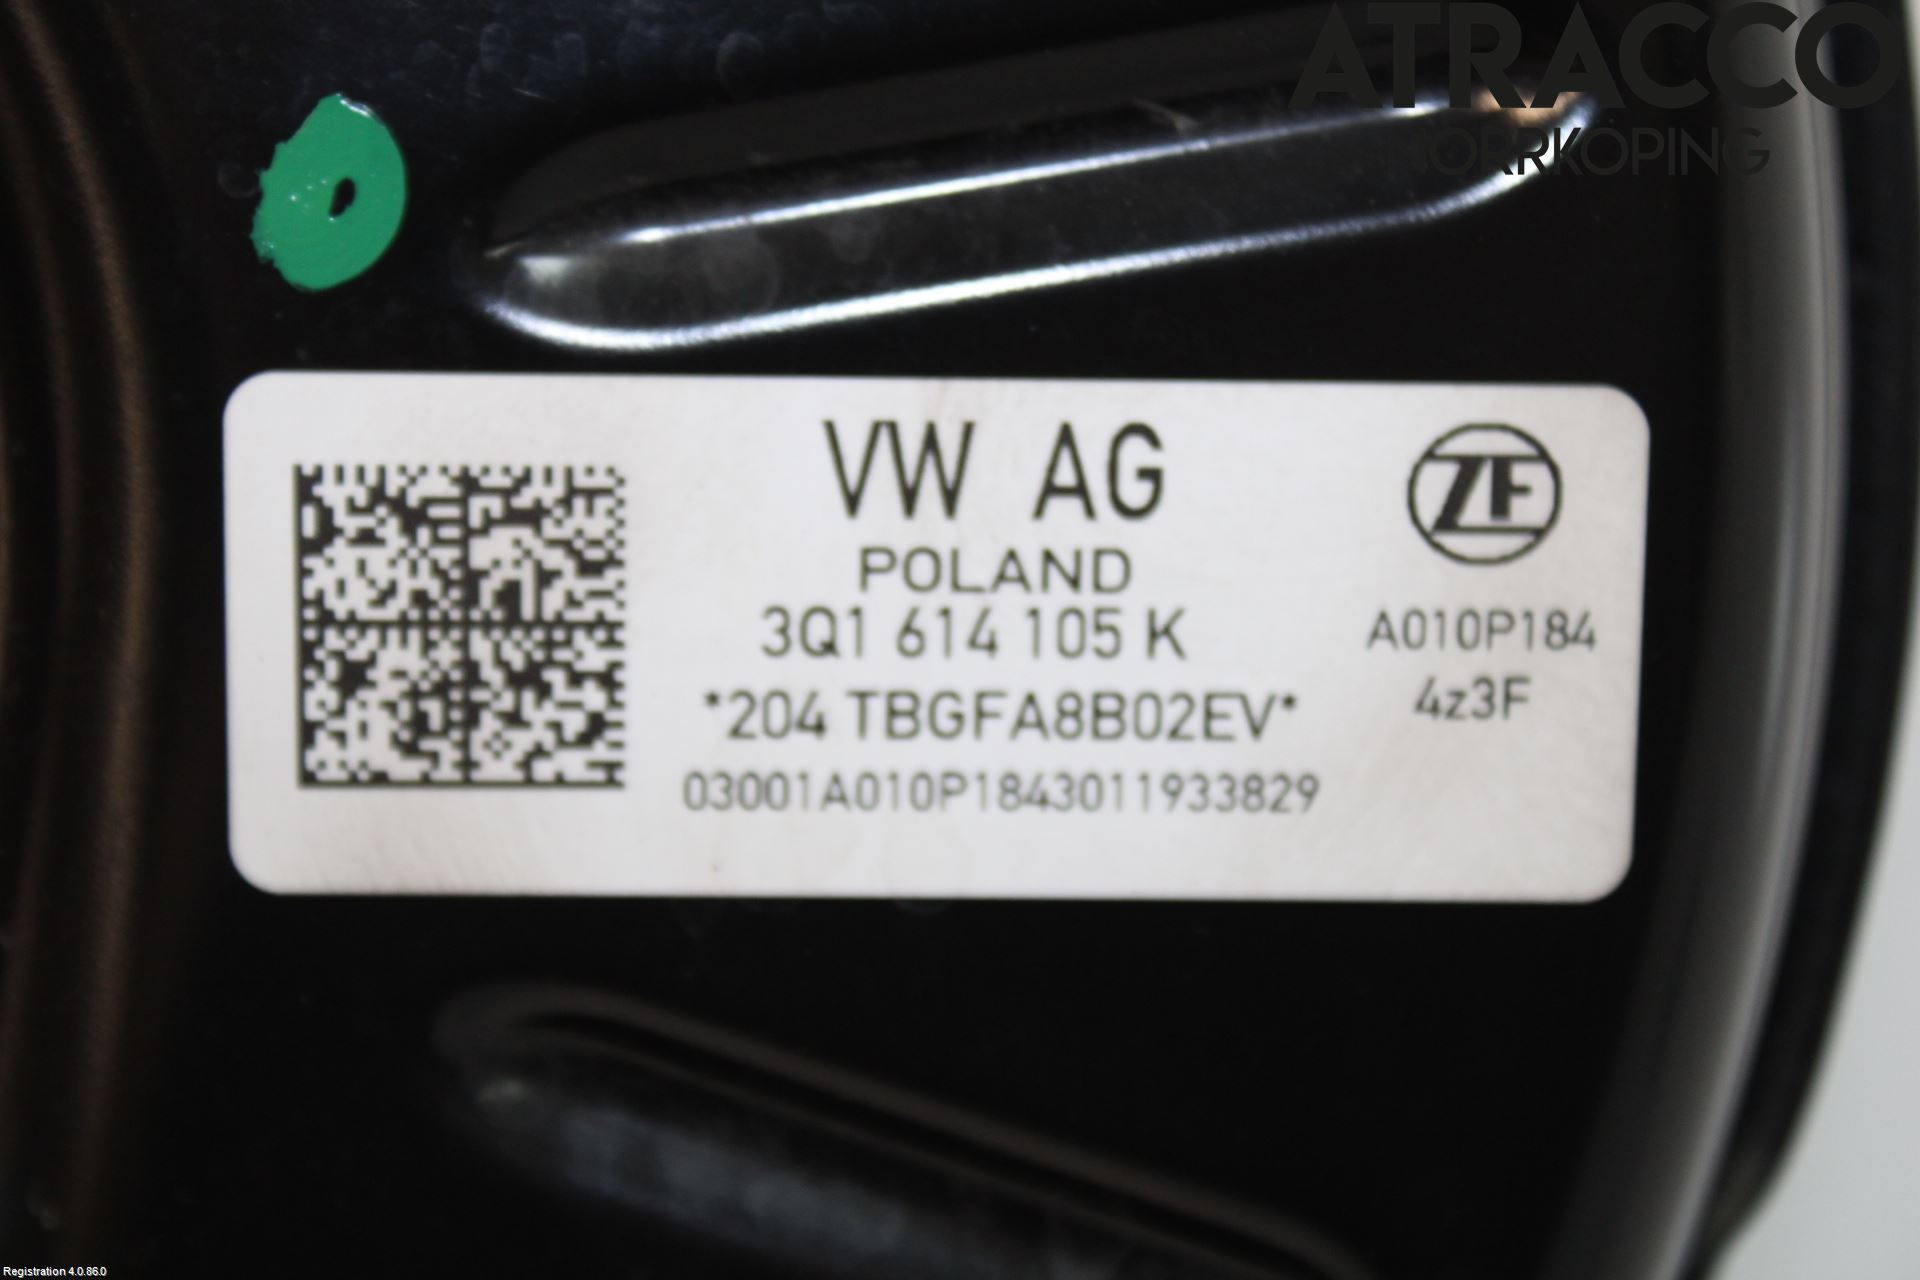 ATRACCO
NORRKÖPING
VW AG
POLAND
3Q1 614 105 K
*204 TBGFA8B02EV*
03001A010P1843011933829
ZF
A010P184
4z3F
Registration 4.0.86.0